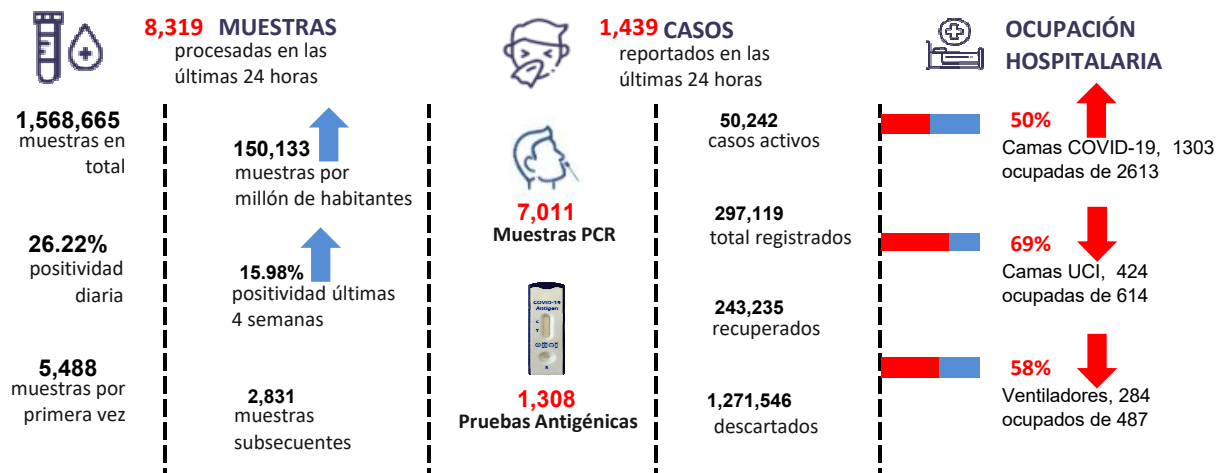 8,319 MUESTRAS
procesadas en las
últimas 24 horas
1,568,665
muestras en
total
26.22%
positividad
diaria
5,488
muestras por
primera vez
150,133
muestras por
millón de habitantes
15.98%
positividad últimas
4 semanas
2,831
muestras
subsecuentes
1,439 CASOS
reportados en las
últimas 24 horas
7,011
Muestras PCR
COVID-19
Antigen
C
T
S
1,308
Pruebas Antigénicas
50,242
casos activos
297,119
total registrados
243,235
recuperados
1,271,546
descartados
OCUPACIÓN
HOSPITALARIA
50%
Camas COVID-19, 1303
ocupadas de 2613
69%
Camas UCI, 424
ocupadas de 614
58%
Ventiladores, 284
ocupados de 487